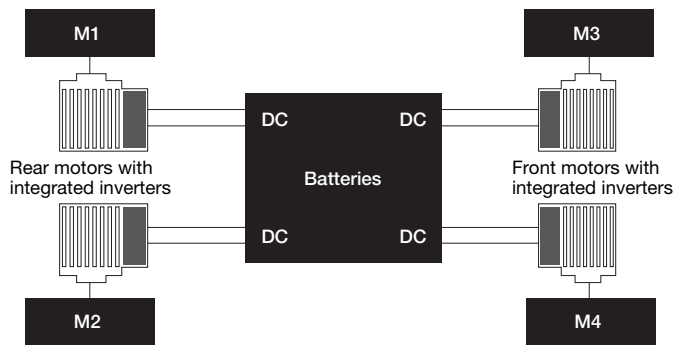 M1
M3
DC
DC
Rear motors with
integrated inverters
Batteries
Front motors with
integrated inverters
DC
DC
M2
M4